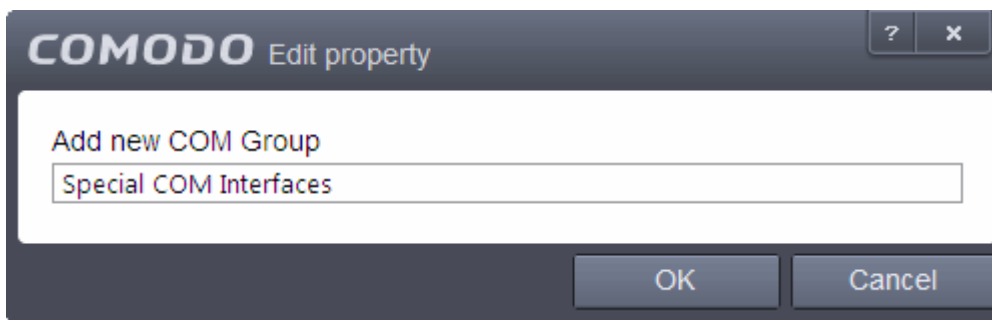 COMODO Edit property
?
x
Add new COM Group
Special COM Interfaces
OK
Cancel